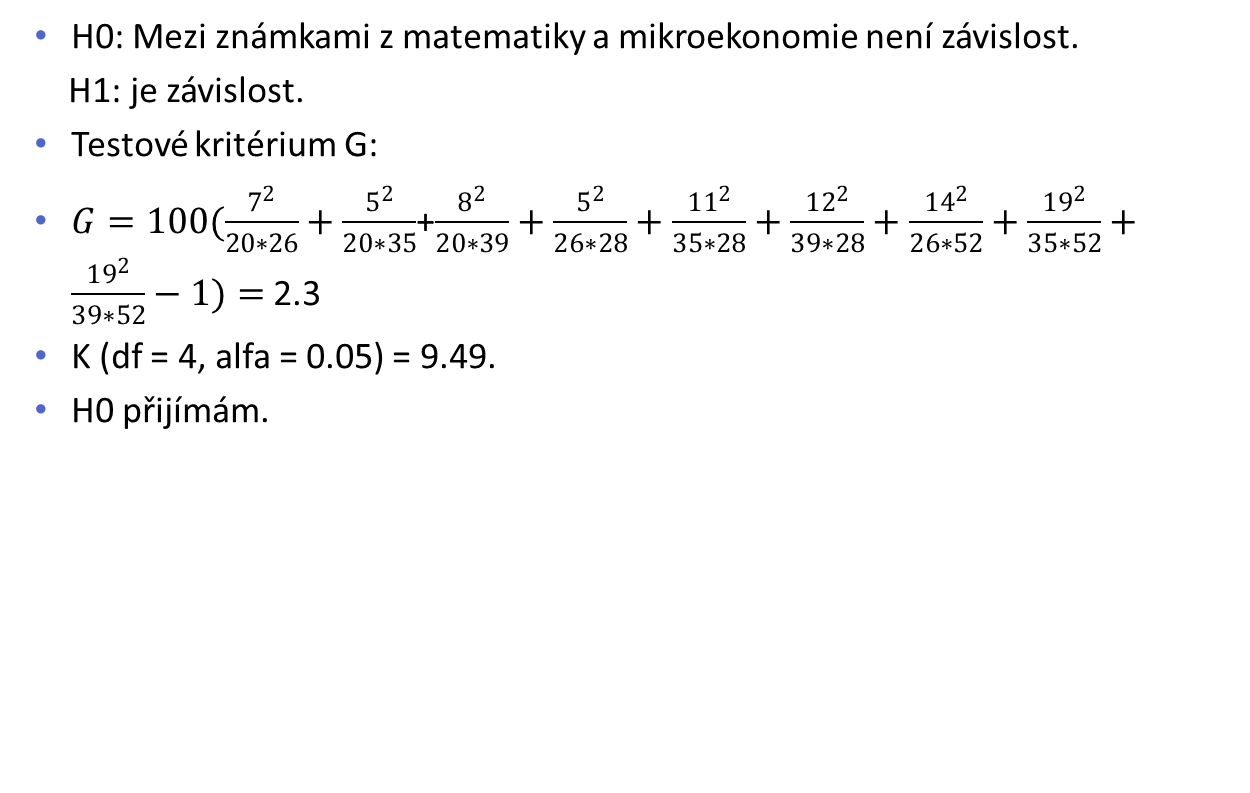 • H0: Mezi známkami z matematiky a mikroekonomie není závislost.
H1: je závislost.
• Testové kritérium G:
• G = 100(7²/20∗26 + 5²/20∗35 + 8²/20∗39 + 5²/26∗28 + 11²/35∗28 + 12²/39∗28 + 14²/26∗52 + 19²/35∗52 +
19²/39∗52 − 1) = 2.3
• K (df = 4, alfa = 0.05) = 9.49.
• H0 přijímám.